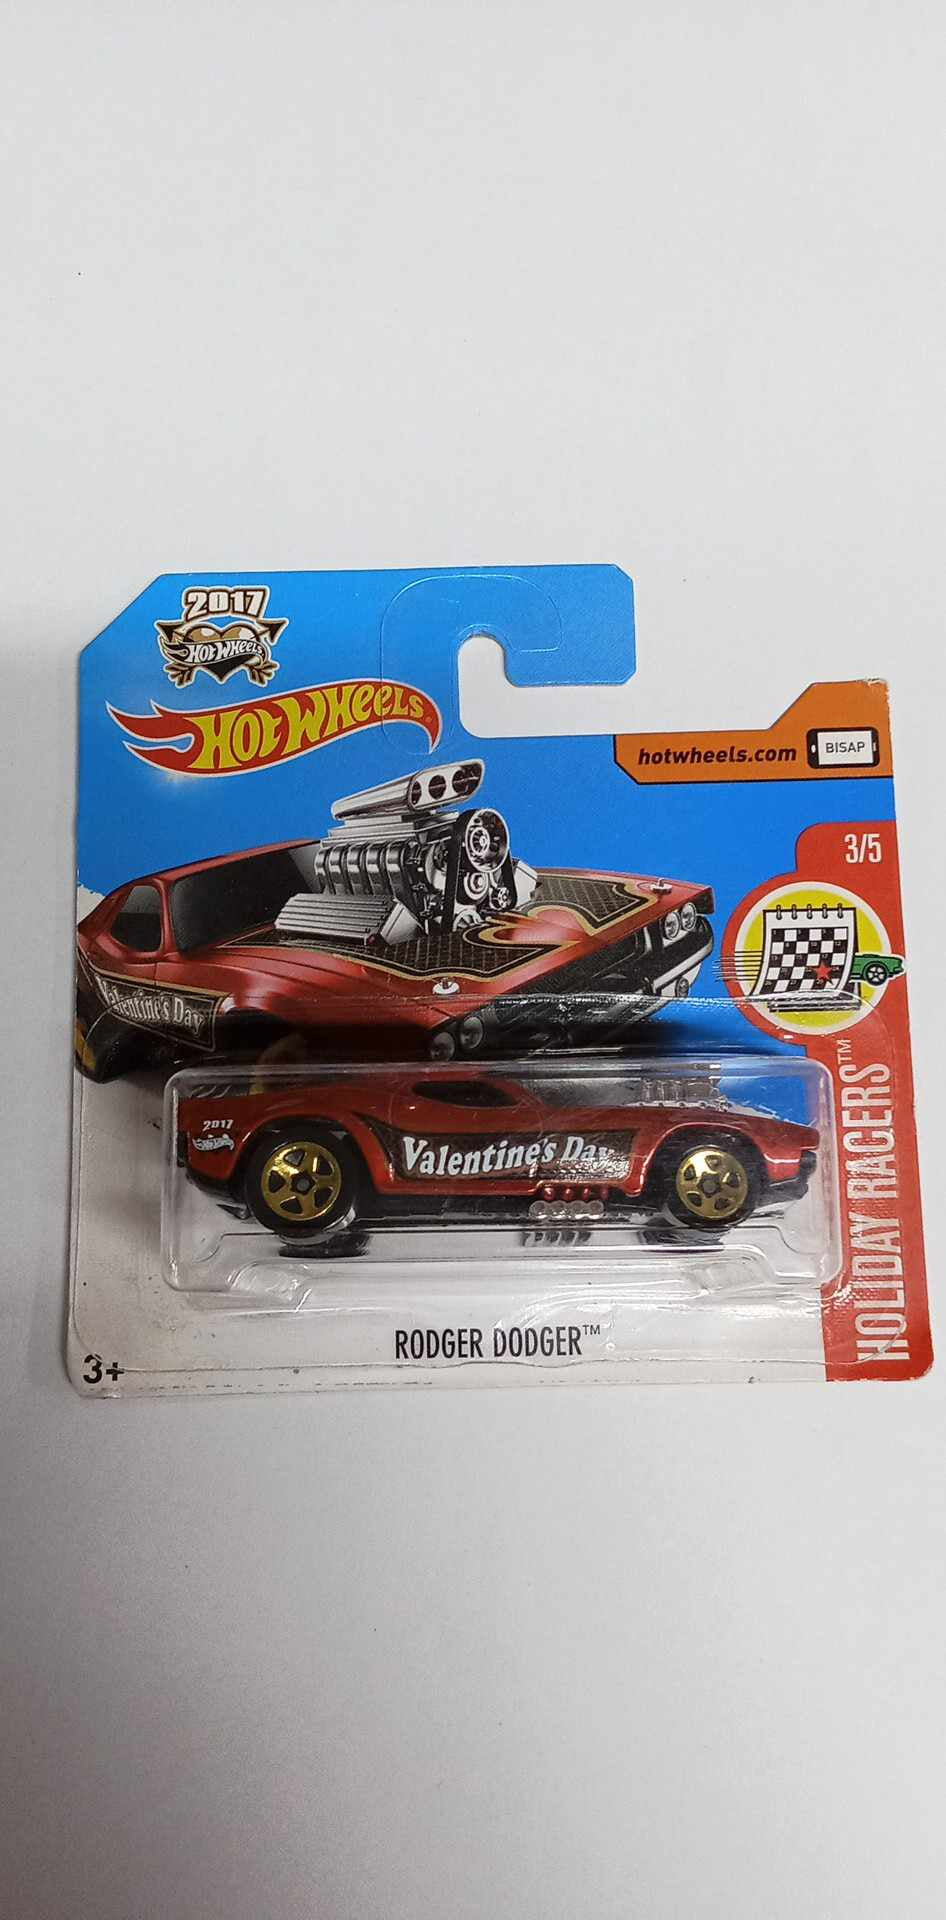 2017
HOT WHEELS
HOT WHEELS
hotwheels.com
BISAP
3/5
Valentine's Day
HOLIDAY RACERS™
2017
Valentine's Day
RODGER DODGER™
3+